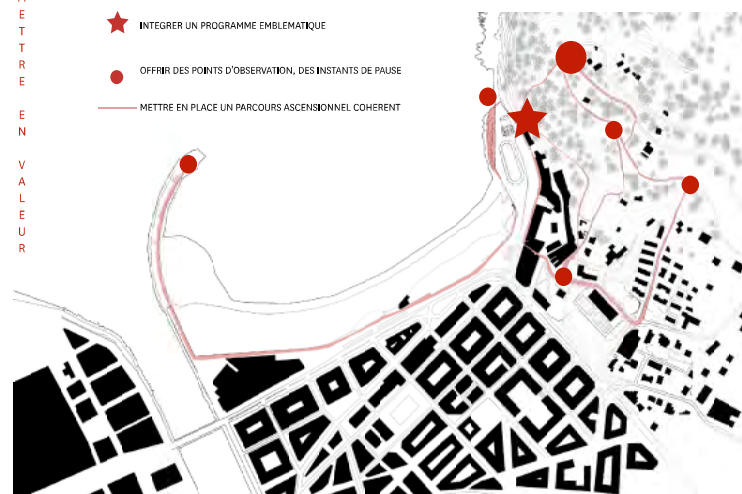 METTRE EN VALEUR
INTEGRER UN PROGRAMME EMBLEMATIQUE
OFFRIR DES POINTS D'OBSERVATION, DES INSTANTS DE PAUSE
METTRE EN PLACE UN PARCOURS ASCENSIONNEL COHERENT